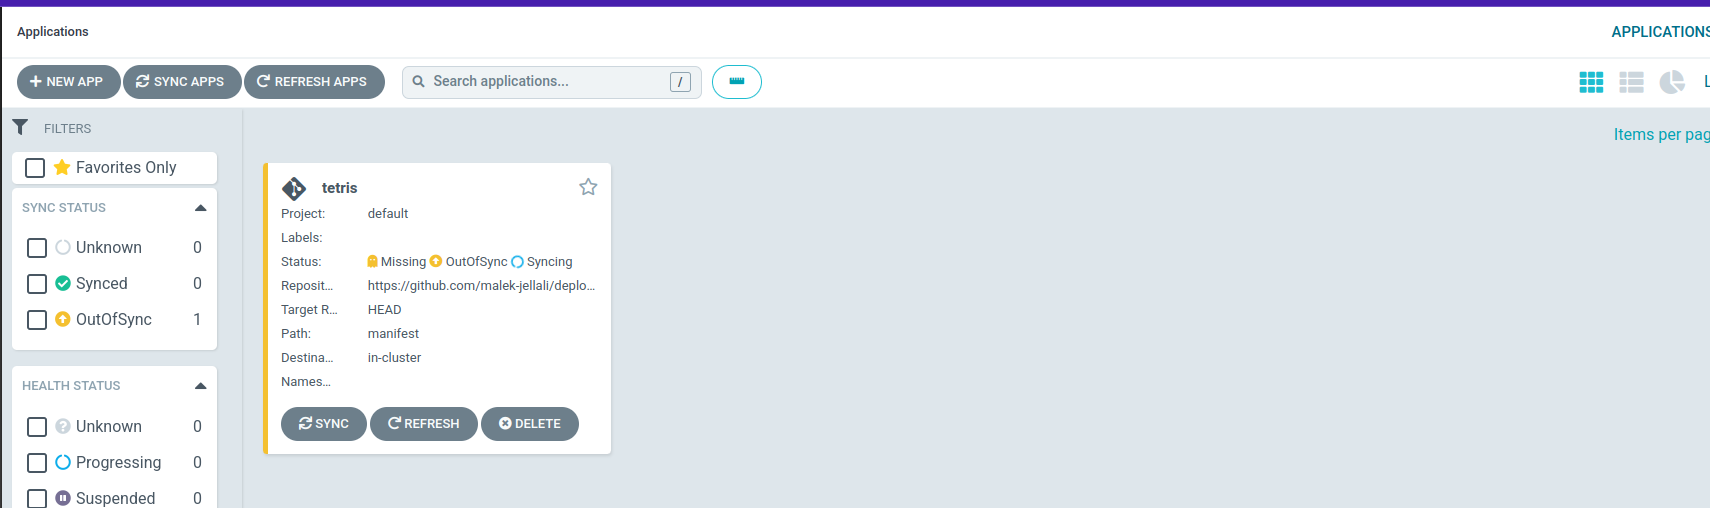 Applications
APPLICATIONS
NEW APP
SYNC APPS
REFRESH APPS
Search applications...
/
FILTERS
Items per pag
Favorites Only
SYNC STATUS
Unknown 0
Synced 0
OutOfSync 1
HEALTH STATUS
Unknown 0
Progressing 0
Suspended 0
tetris
Project: default
Labels:
Status: Missing OutOfSync Syncing
Reposit... https://github.com/malek-jellali/deplo...
Target R... HEAD
Path: manifest
Destina... in-cluster
Names...
SYNC REFRESH DELETE